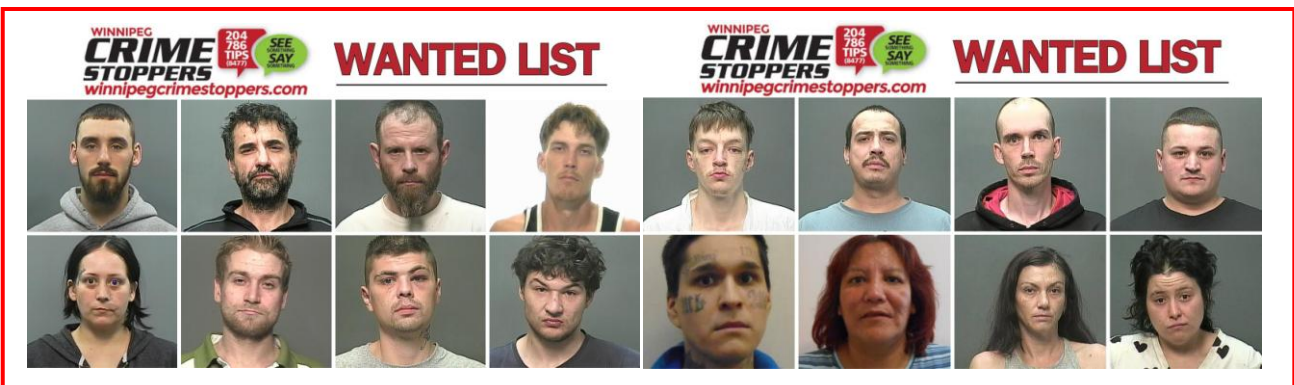 WINNIPEG
CRIME
STOPPERS
204
786
TIPS
(8477)
SEE
SOMETHING
SAY
SOMETHING
winnipegcrimestoppers.com
WANTED LIST
WINNIPEG
CRIME
STOPPERS
204
786
TIPS
(8477)
SEE
SOMETHING
SAY
SOMETHING
winnipegcrimestoppers.com
WANTED LIST